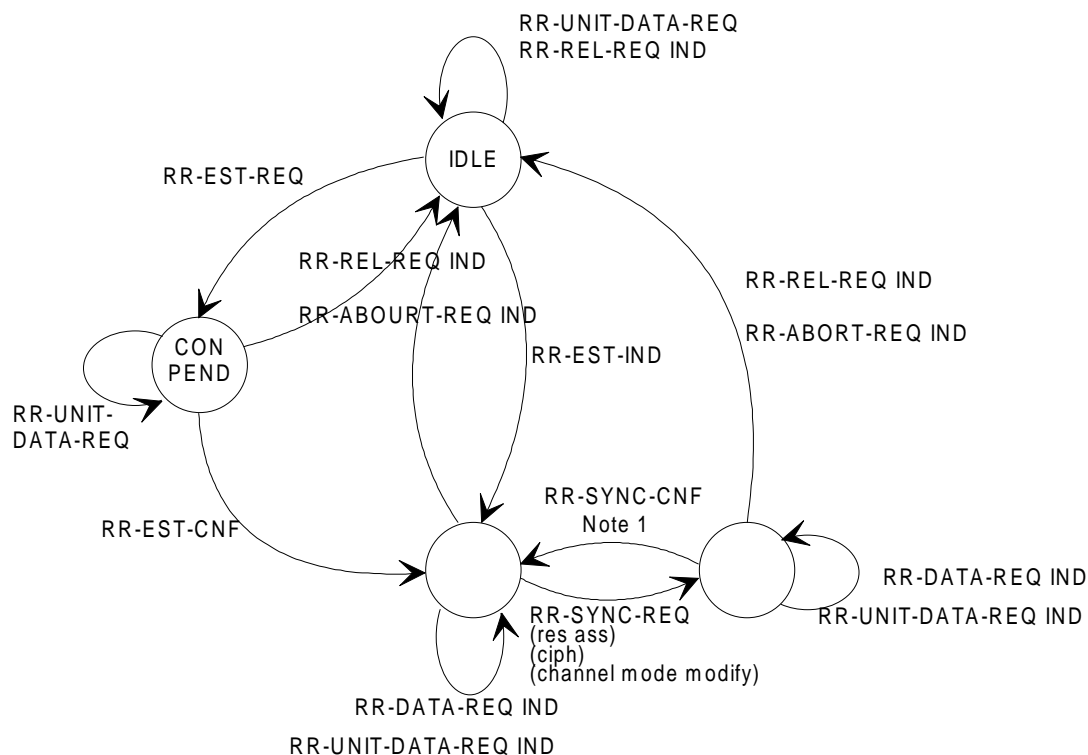 RR-UNIT-DATA-REQ
RR-REL-REQ IND
IDLE
RR-EST-REQ
RR-REL-REQ IND
RR-ABOURT-REQ IND
RR-REL-REQ IND
RR-ABORT-REQ IND
CON
PEND
RR-EST-IND
RR-UNIT-
DATA-REQ
RR-EST-CNF
RR-SYNC-CNF
Note 1
RR-DATA-REQ IND
RR-UNIT-DATA-REQ IND
RR-SYNC-REQ
(res ass)
(ciph)
(channel mode modify)
RR-DATA-REQ IND
RR-UNIT-DATA-REQ IND